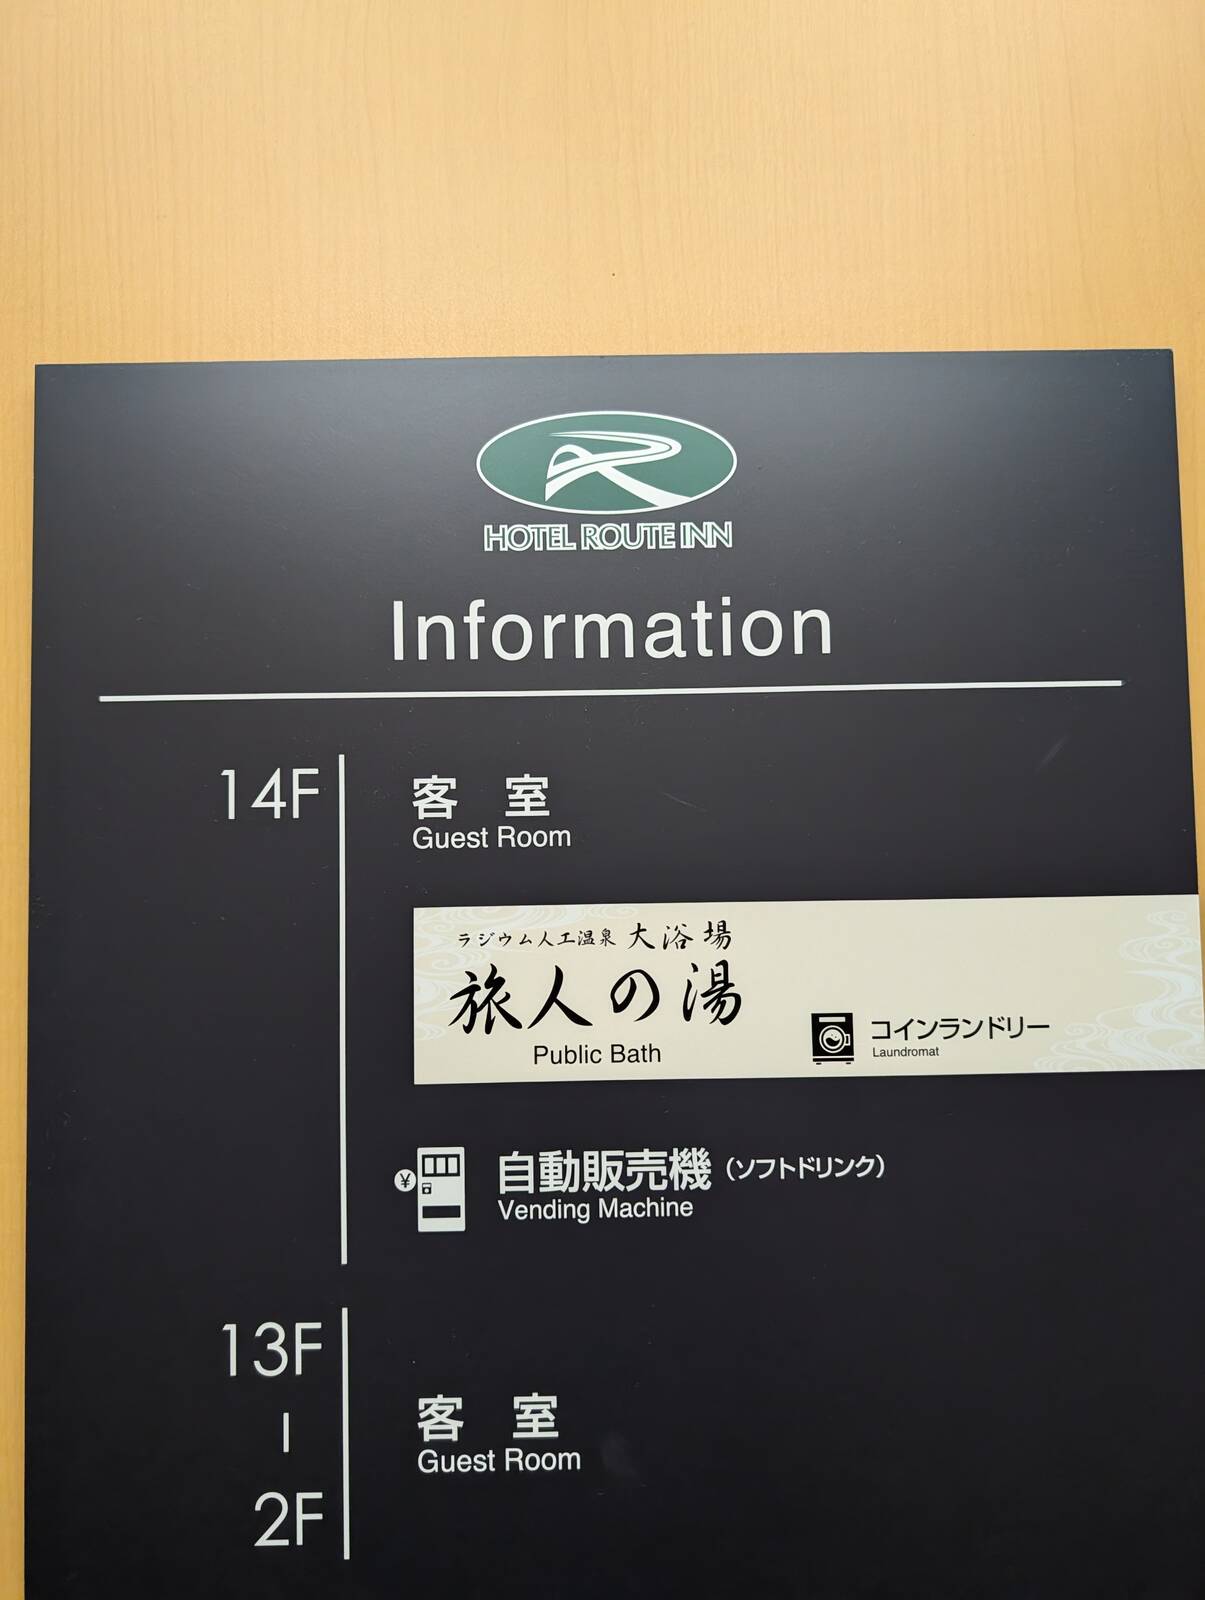 HOTEL ROUTE INN
Information
14F
客 室
Guest Room
ラジウム人工温泉 大浴場
旅人の湯
Public Bath
コインランドリー
Laundromat
¥
自動販売機(ソフトドリンク)
Vending Machine
13F
|
2F
客 室
Guest Room